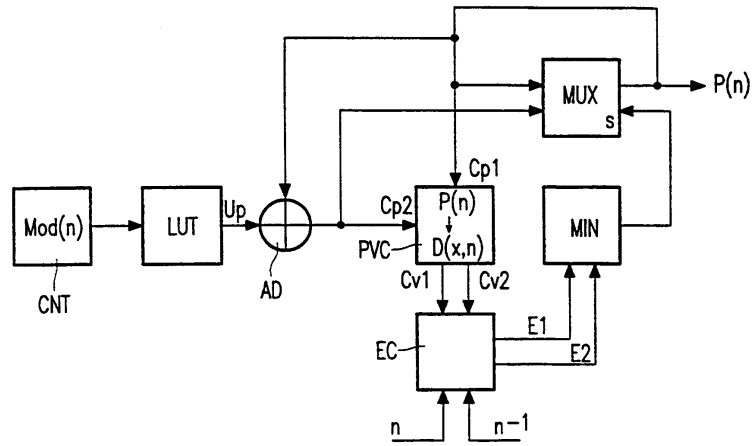 MUX
S
P(n)
Cp1
Mod(n)
CNT
LUT
Up
AD
Cp2
P(n)
D(x,n)
PVC
MIN
Cv1
Cv2
EC
E1
E2
n
n-1